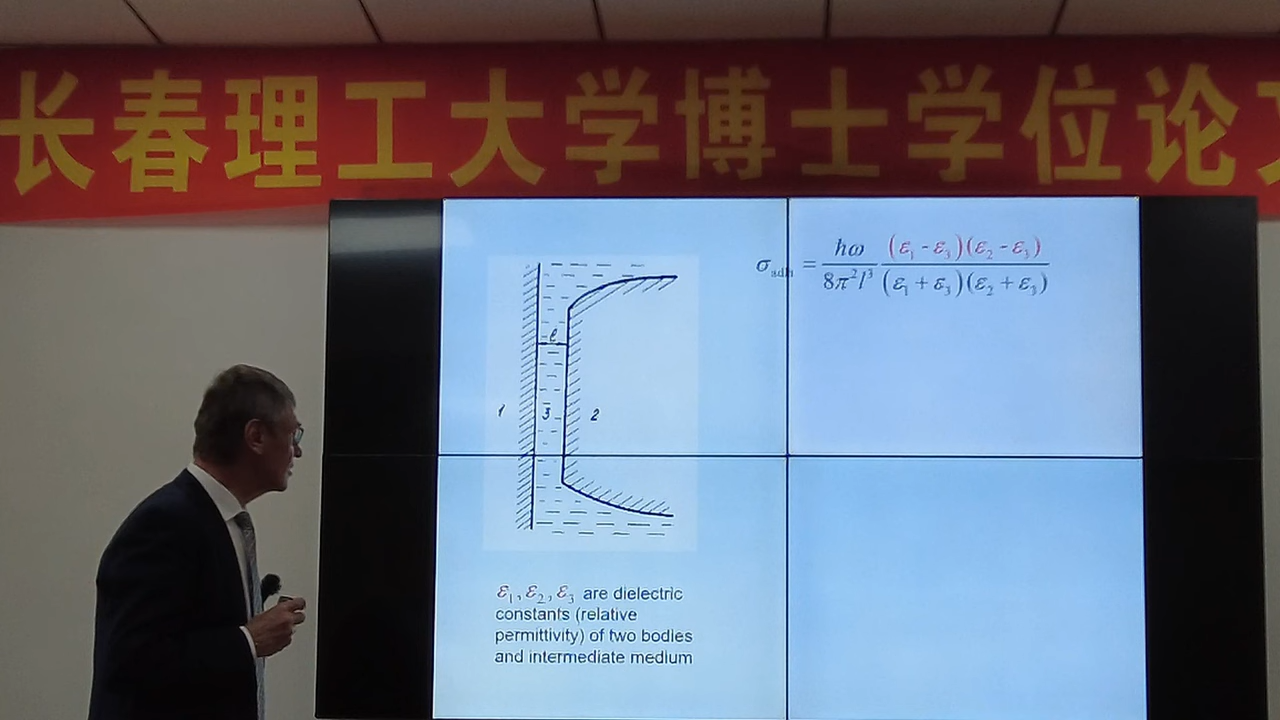 长春理工大学博士学位论
σadh = ħω/8π²l³ (ε₁ - ε₃)(ε₂ - ε₃)/(ε₁ + ε₃)(ε₂ + ε₃)
ℓ
1 3 2
ε₁, ε₂, ε₃ are dielectric
constants (relative
permittivity) of two bodies
and intermediate medium